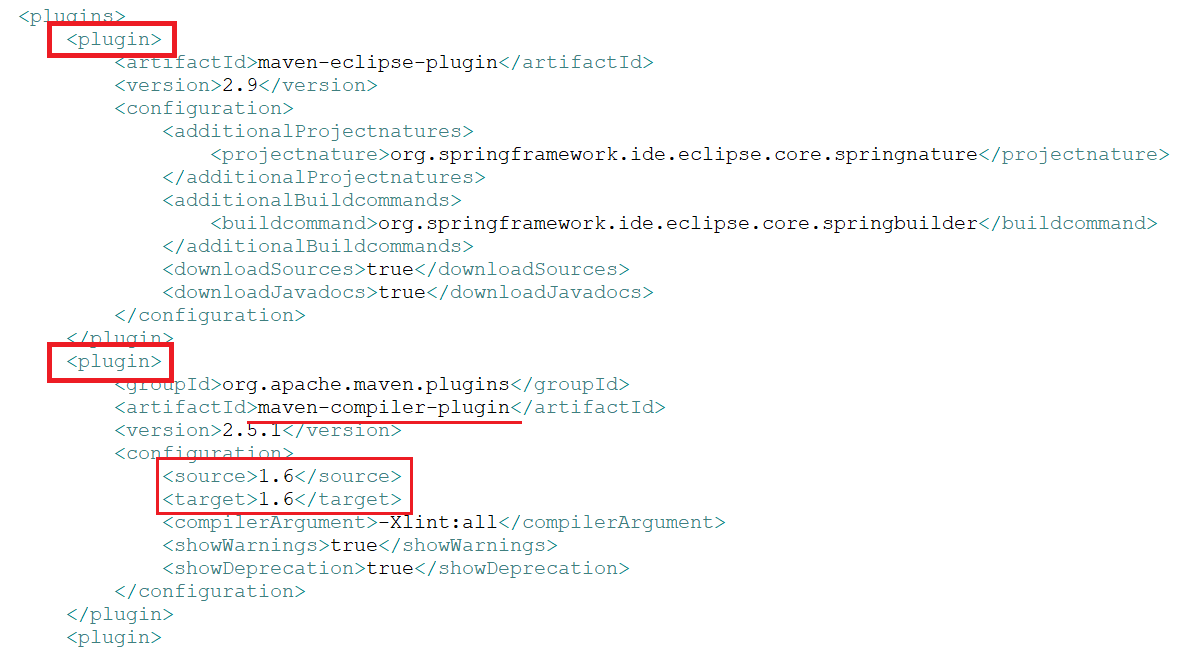 <plugins>
<plugin>
<artifactId>maven-eclipse-plugin</artifactId>
<version>2.9</version>
<configuration>
<additionalProjectnatures>
<projectnature>org.springframework.ide.eclipse.core.springnature</projectnature>
</additionalProjectnatures>
<additionalBuildcommands>
<buildcommand>org.springframework.ide.eclipse.core.springbuilder</buildcommand>
</additionalBuildcommands>
<downloadSources>true</downloadSources>
<downloadJavadocs>true</downloadJavadocs>
</configuration>
</plugin>
<plugin>
<groupId>org.apache.maven.plugins</groupId>
<artifactId>maven-compiler-plugin</artifactId>
<version>2.5.1</version>
<configuration>
<source>1.6</source>
<target>1.6</target>
<compilerArgument>-Xlint:all</compilerArgument>
<showWarnings>true</showWarnings>
<showDeprecation>true</showDeprecation>
</configuration>
</plugin>
<plugin>